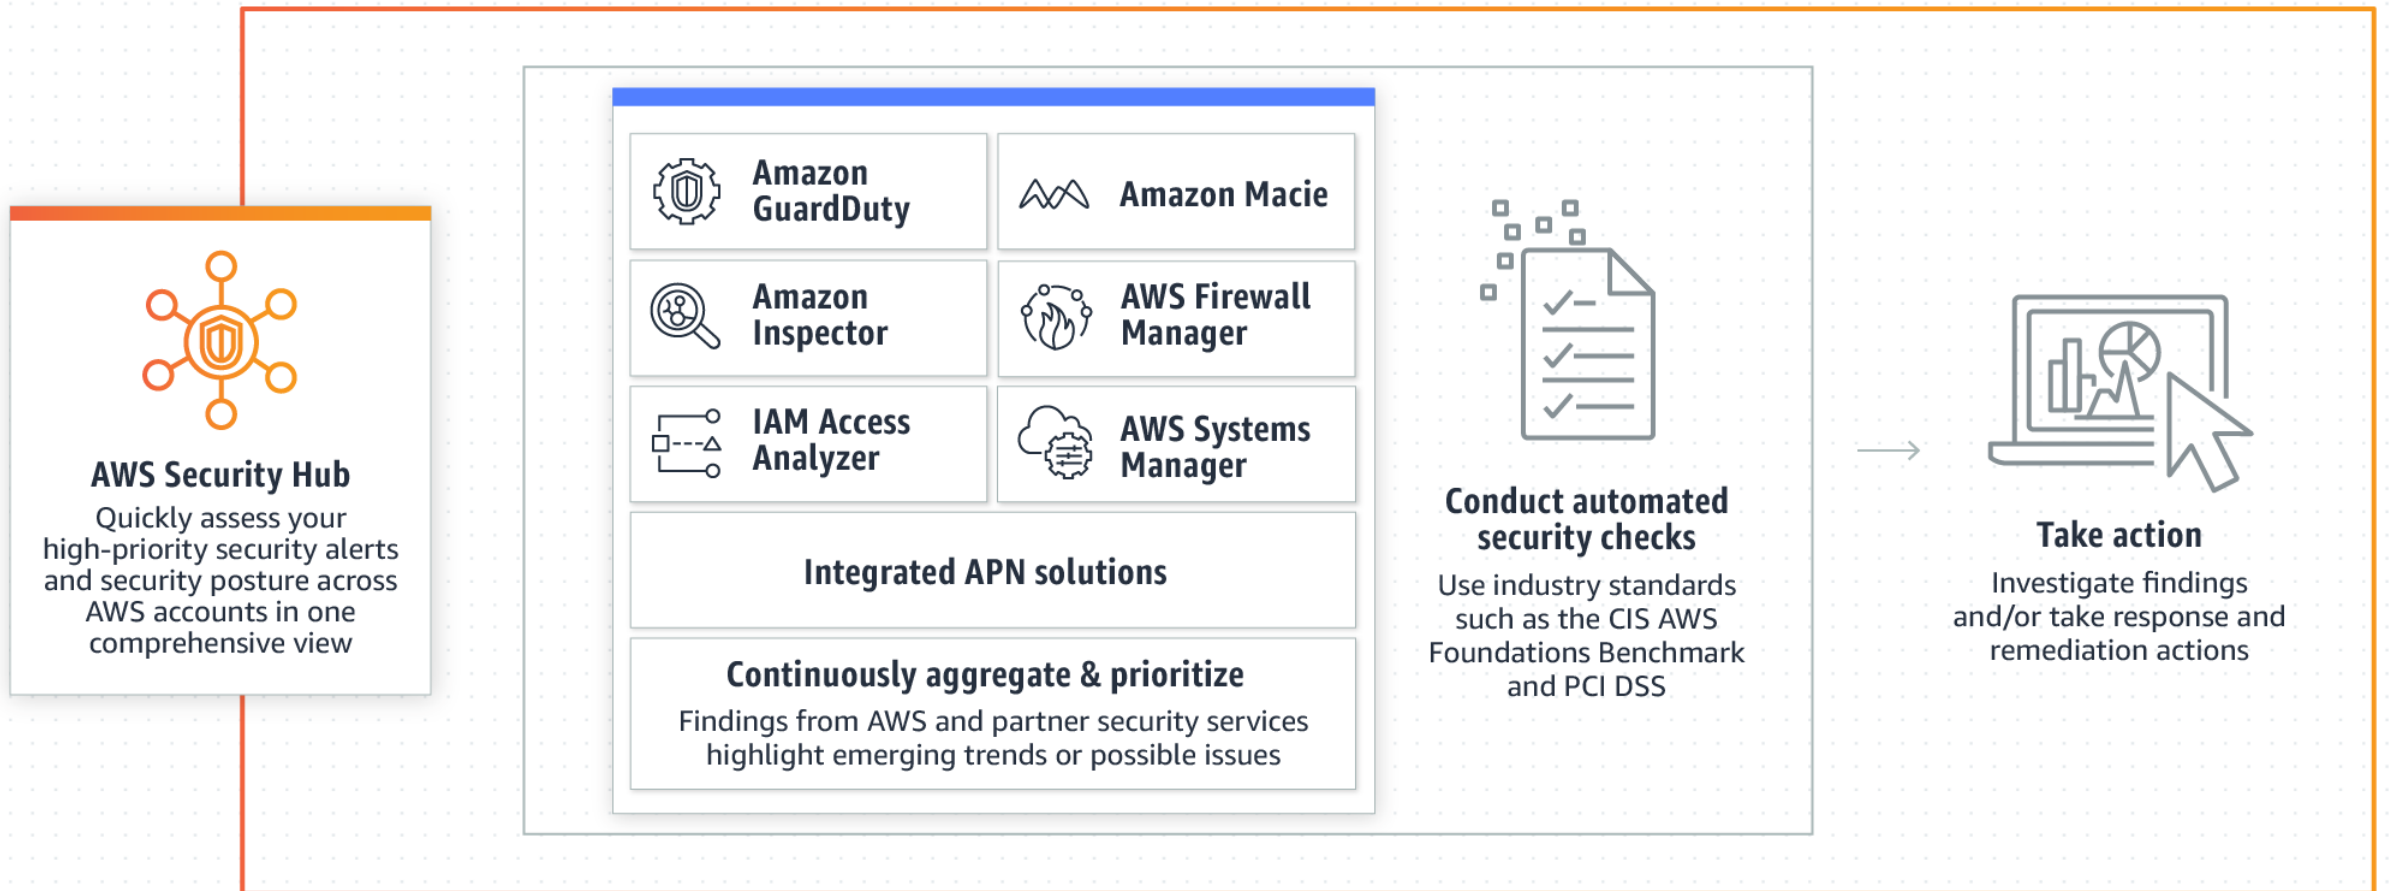 AWS Security Hub
Quickly assess your
high-priority security alerts
and security posture across
AWS accounts in one
comprehensive view
Amazon
GuardDuty
Amazon Macie
Amazon
Inspector
AWS Firewall
Manager
IAM Access
Analyzer
AWS Systems
Manager
Integrated APN solutions
Continuously aggregate & prioritize
Findings from AWS and partner security services
highlight emerging trends or possible issues
Conduct automated
security checks
Use industry standards
such as the CIS AWS
Foundations Benchmark
and PCI DSS
Take action
Investigate findings
and/or take response and
remediation actions